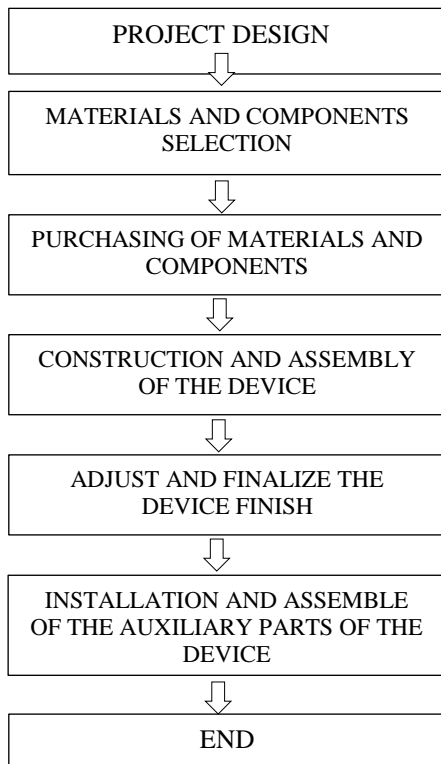 PROJECT DESIGN
MATERIALS AND COMPONENTS
SELECTION
PURCHASING OF MATERIALS AND
COMPONENTS
CONSTRUCTION AND ASSEMBLY
OF THE DEVICE
ADJUST AND FINALIZE THE
DEVICE FINISH
INSTALLATION AND ASSEMBLE
OF THE AUXILIARY PARTS OF THE
DEVICE
END